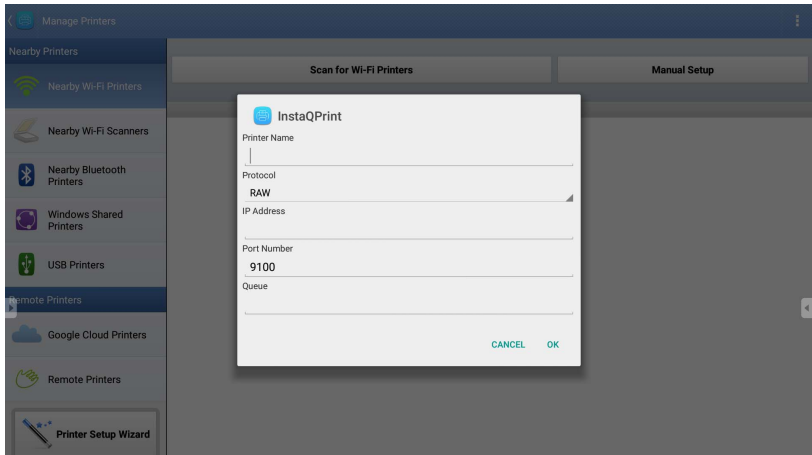 Manage Printers
Nearby Printers
Nearby Wi-Fi Printers
Nearby Wi-Fi Scanners
Nearby Bluetooth
Printers
Windows Shared
Printers
USB Printers
Remote Printers
Google Cloud Printers
Remote Printers
Printer Setup Wizard
Scan for Wi-Fi Printers
Manual Setup
InstaQPrint
Printer Name
Protocol
RAW
IP Address
Port Number
9100
Queue
CANCEL OK